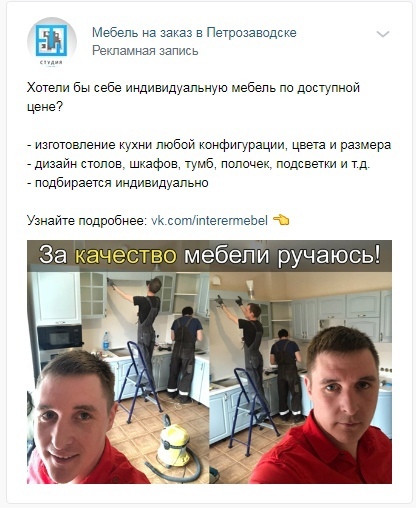 СТУДИЯ
Мебель на заказ в Петрозаводске
Рекламная запись
Хотели бы себе индивидуальную мебель по доступной
цене?
- изготовление кухни любой конфигурации, цвета и размера
- дизайн столов, шкафов, тумб, полочек, подсветки и т.д.
- подбирается индивидуально
Узнайте подробнее: vk.com/interermebel 👈
За качество мебели ручаюсь!